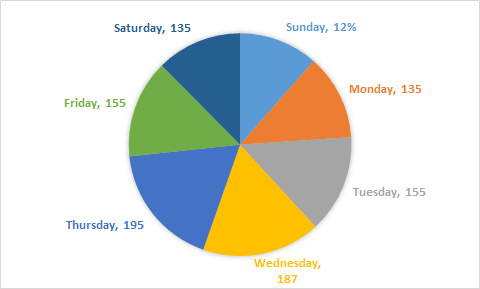 Saturday, 135
Sunday, 12%
Monday, 135
Friday, 155
Tuesday, 155
Thursday, 195
Wednesday,
187